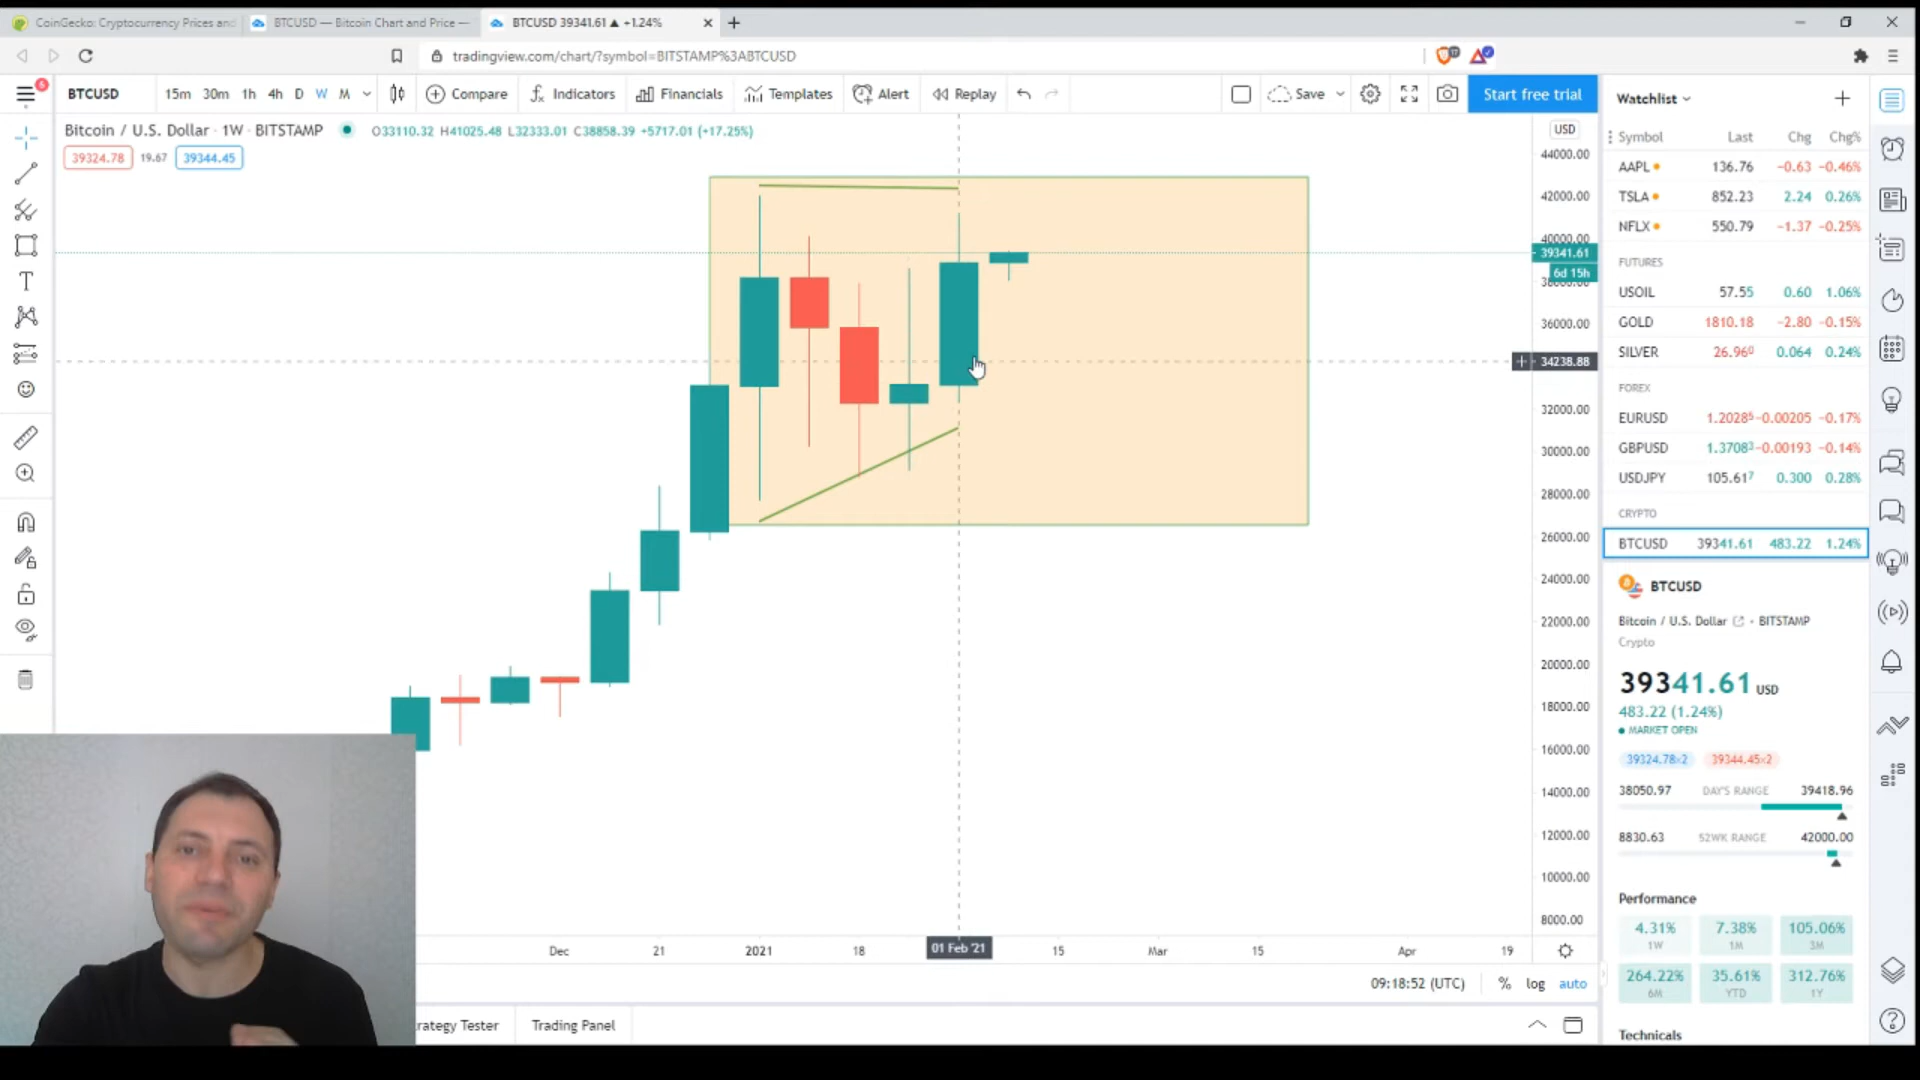 CoinGecko: Cryptocurrency Prices and
BTCUSD — Bitcoin Chart and Price —
BTCUSD 39341.61 ▲ +1.24%
tradingview.com/chart/?symbol=BITSTAMP%3ABTCUSD
BTCUSD 15m 30m 1h 4h D W M Compare Indicators Financials Templates Alert Replay Save Start free trial
Watchlist
Bitcoin / U.S. Dollar · 1W · BITSTAMP O33110.32 H41025.48 L32333.01 C38858.39 +5717.01 (+17.25%)
39324.78 19.67 39344.45
USD
44000.00
42000.00
40000.00
39341.61
6d 15h
38000.00
36000.00
34238.88
32000.00
30000.00
28000.00
26000.00
24000.00
22000.00
20000.00
18000.00
16000.00
14000.00
12000.00
10000.00
8000.00
Dec 21 2021 18 01 Feb '21 15 Mar 15 Apr 19
09:18:52 (UTC) % log auto
rategy Tester Trading Panel
Symbol Last Chg Chg%
AAPL 136.76 −0.63 −0.46%
TSLA 852.23 2.24 0.26%
NFLX 550.79 −1.37 −0.25%
FUTURES
USOIL 57.55 0.60 1.06%
GOLD 1810.18 −2.80 −0.15%
SILVER 26.960 0.064 0.24%
FOREX
EURUSD 1.20285 −0.00205 −0.17%
GBPUSD 1.37083 −0.00193 −0.14%
USDJPY 105.617 0.300 0.28%
CRYPTO
BTCUSD 39341.61 483.22 1.24%
BTCUSD
Bitcoin / U.S. Dollar • BITSTAMP
Crypto
39341.61 USD
483.22 (1.24%)
MARKET OPEN
39324.78×2 39344.45×2
38050.97 DAY'S RANGE 39418.96
8830.63 52WK RANGE 42000.00
Performance
4.31% 7.38% 105.06%
1W 1M 3M
264.22% 35.61% 312.76%
6M YTD 1Y
Technicals